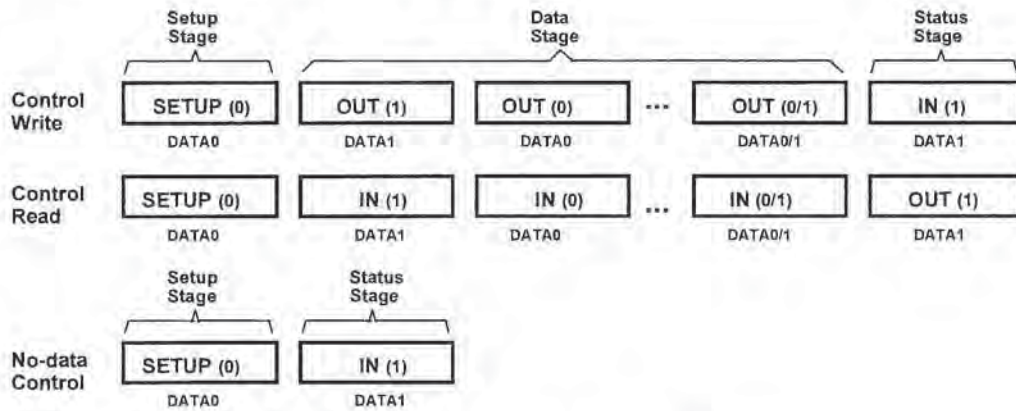 Setup Stage
Data Stage
Status Stage
Control Write
SETUP (0)
OUT (1)
OUT (0)
...
OUT (0/1)
IN (1)
DATA0
DATA1
DATA0
DATA0/1
DATA1
Control Read
SETUP (0)
IN (1)
IN (0)
...
IN (0/1)
OUT (1)
DATA0
DATA1
DATA0
DATA0/1
DATA1
Setup Stage
Status Stage
No-data Control
SETUP (0)
IN (1)
DATA0
DATA1